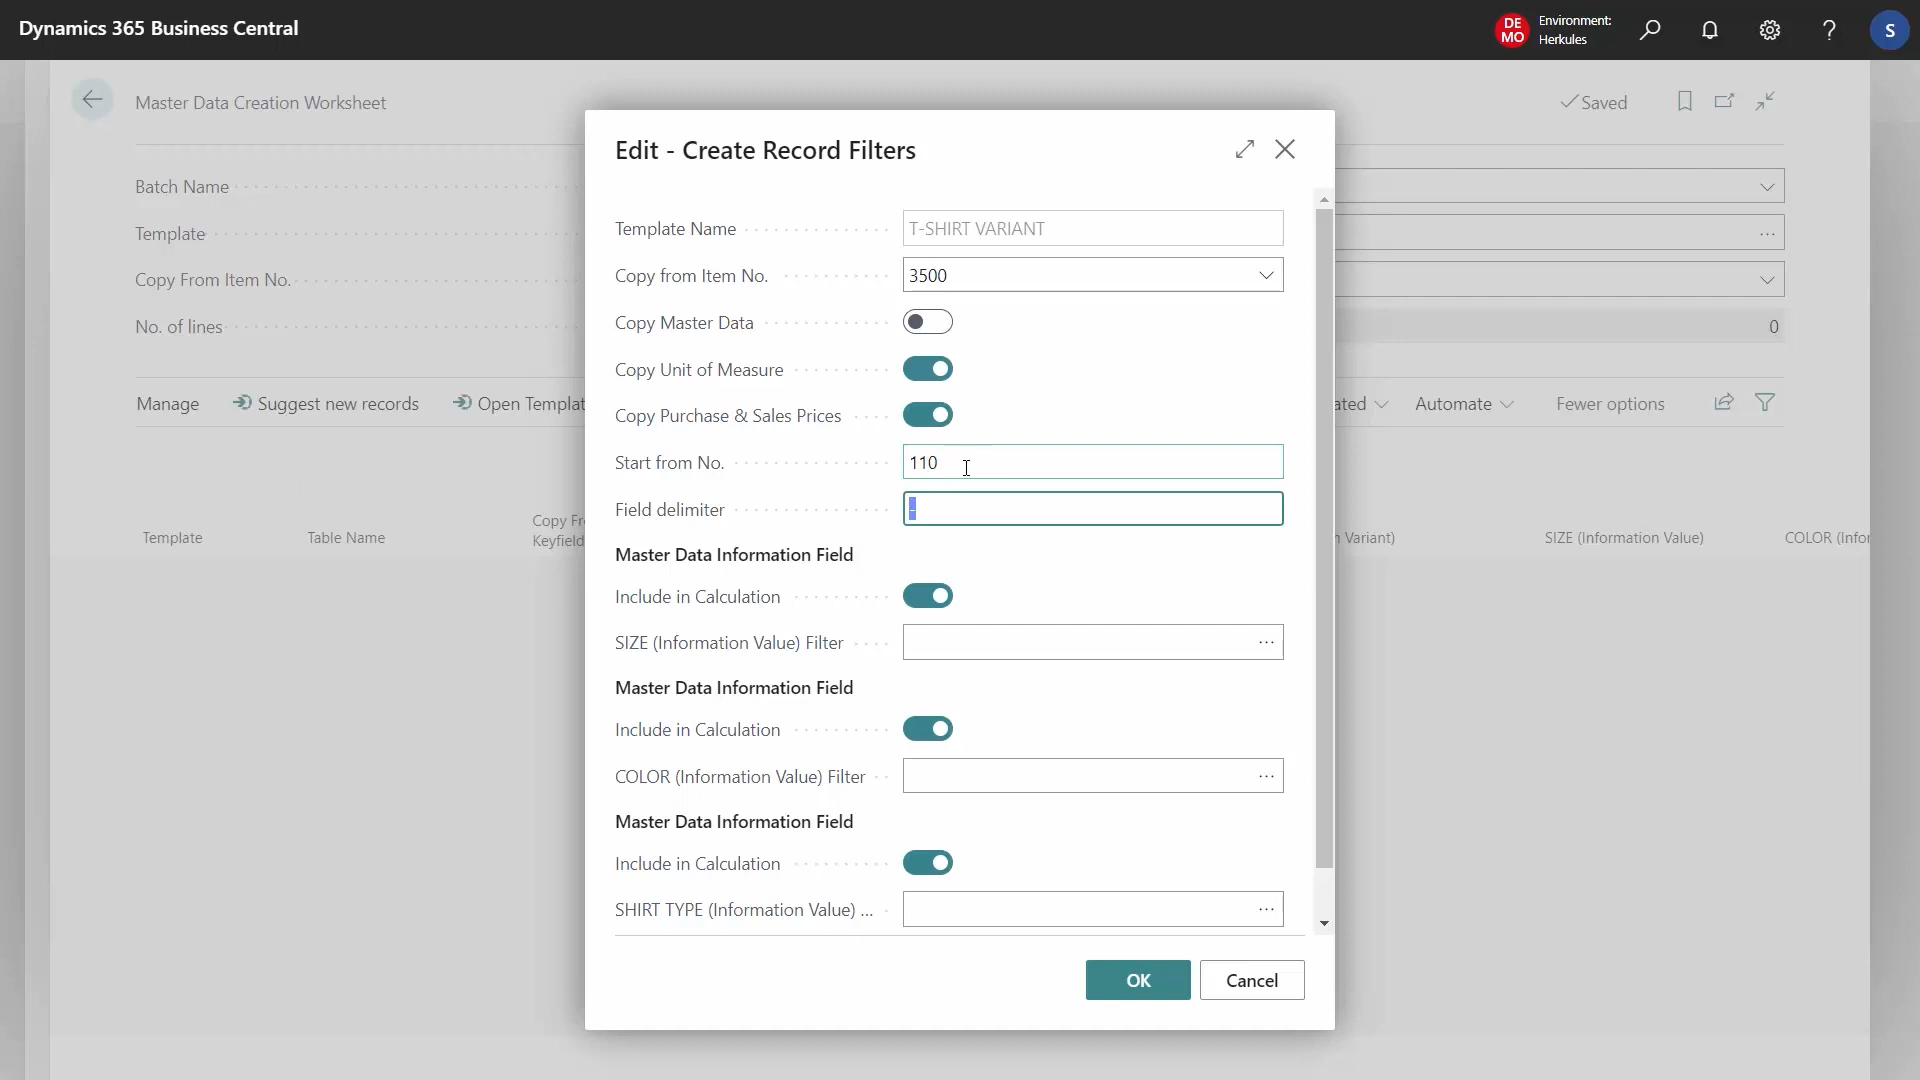 Dynamics 365 Business Central
DE
MO
Environment:
Herkules
?
S
Master Data Creation Worksheet
Saved
Batch Name
Template
Copy From Item No.
No. of lines
0
Manage
Suggest new records
Open Templat
ated
Automate
Fewer options
Template
Table Name
Copy Fr
Keyfield
n Variant)
SIZE (Information Value)
COLOR (Infor
Edit - Create Record Filters
Template Name
T-SHIRT VARIANT
Copy from Item No.
3500
Copy Master Data
Copy Unit of Measure
Copy Purchase & Sales Prices
Start from No.
110
Field delimiter
-
Master Data Information Field
Include in Calculation
SIZE (Information Value) Filter
...
Master Data Information Field
Include in Calculation
COLOR (Information Value) Filter
...
Master Data Information Field
Include in Calculation
SHIRT TYPE (Information Value) ...
...
OK
Cancel